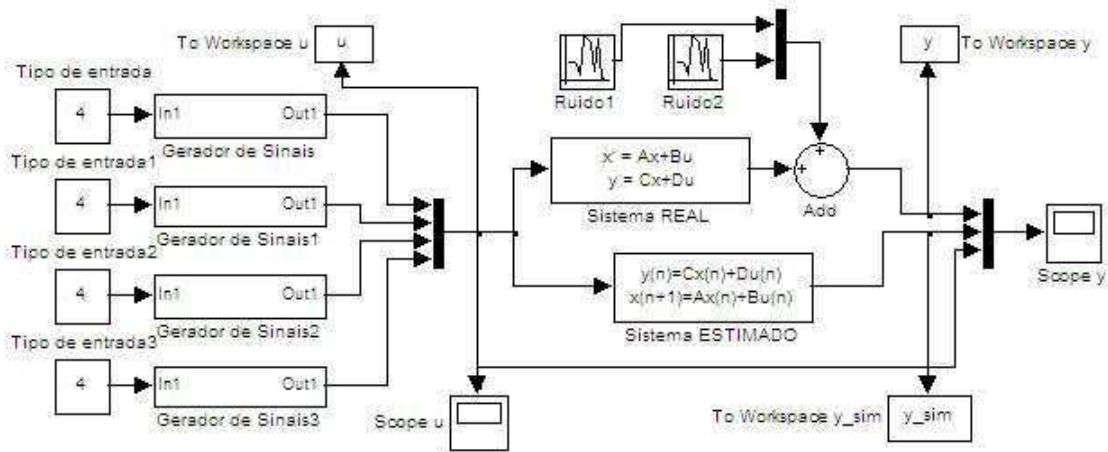 To Workspace u
u
y
To Workspace y
Ruido1
Ruido2
Tipo de entrada
4
In1
Out1
Gerador de Sinais
Tipo de entrada1
4
In1
Out1
Gerador de Sinais1
Tipo de entrada2
4
In1
Out1
Gerador de Sinais2
Tipo de entrada3
4
In1
Out1
Gerador de Sinais3
x' = Ax+Bu
y = Cx+Du
Sistema REAL
+
+
Add
y(n)=Cx(n)+Du(n)
x(n+1)=Ax(n)+Bu(n)
Sistema ESTIMADO
Scope y
Scope u
To Workspace y_sim
y_sim